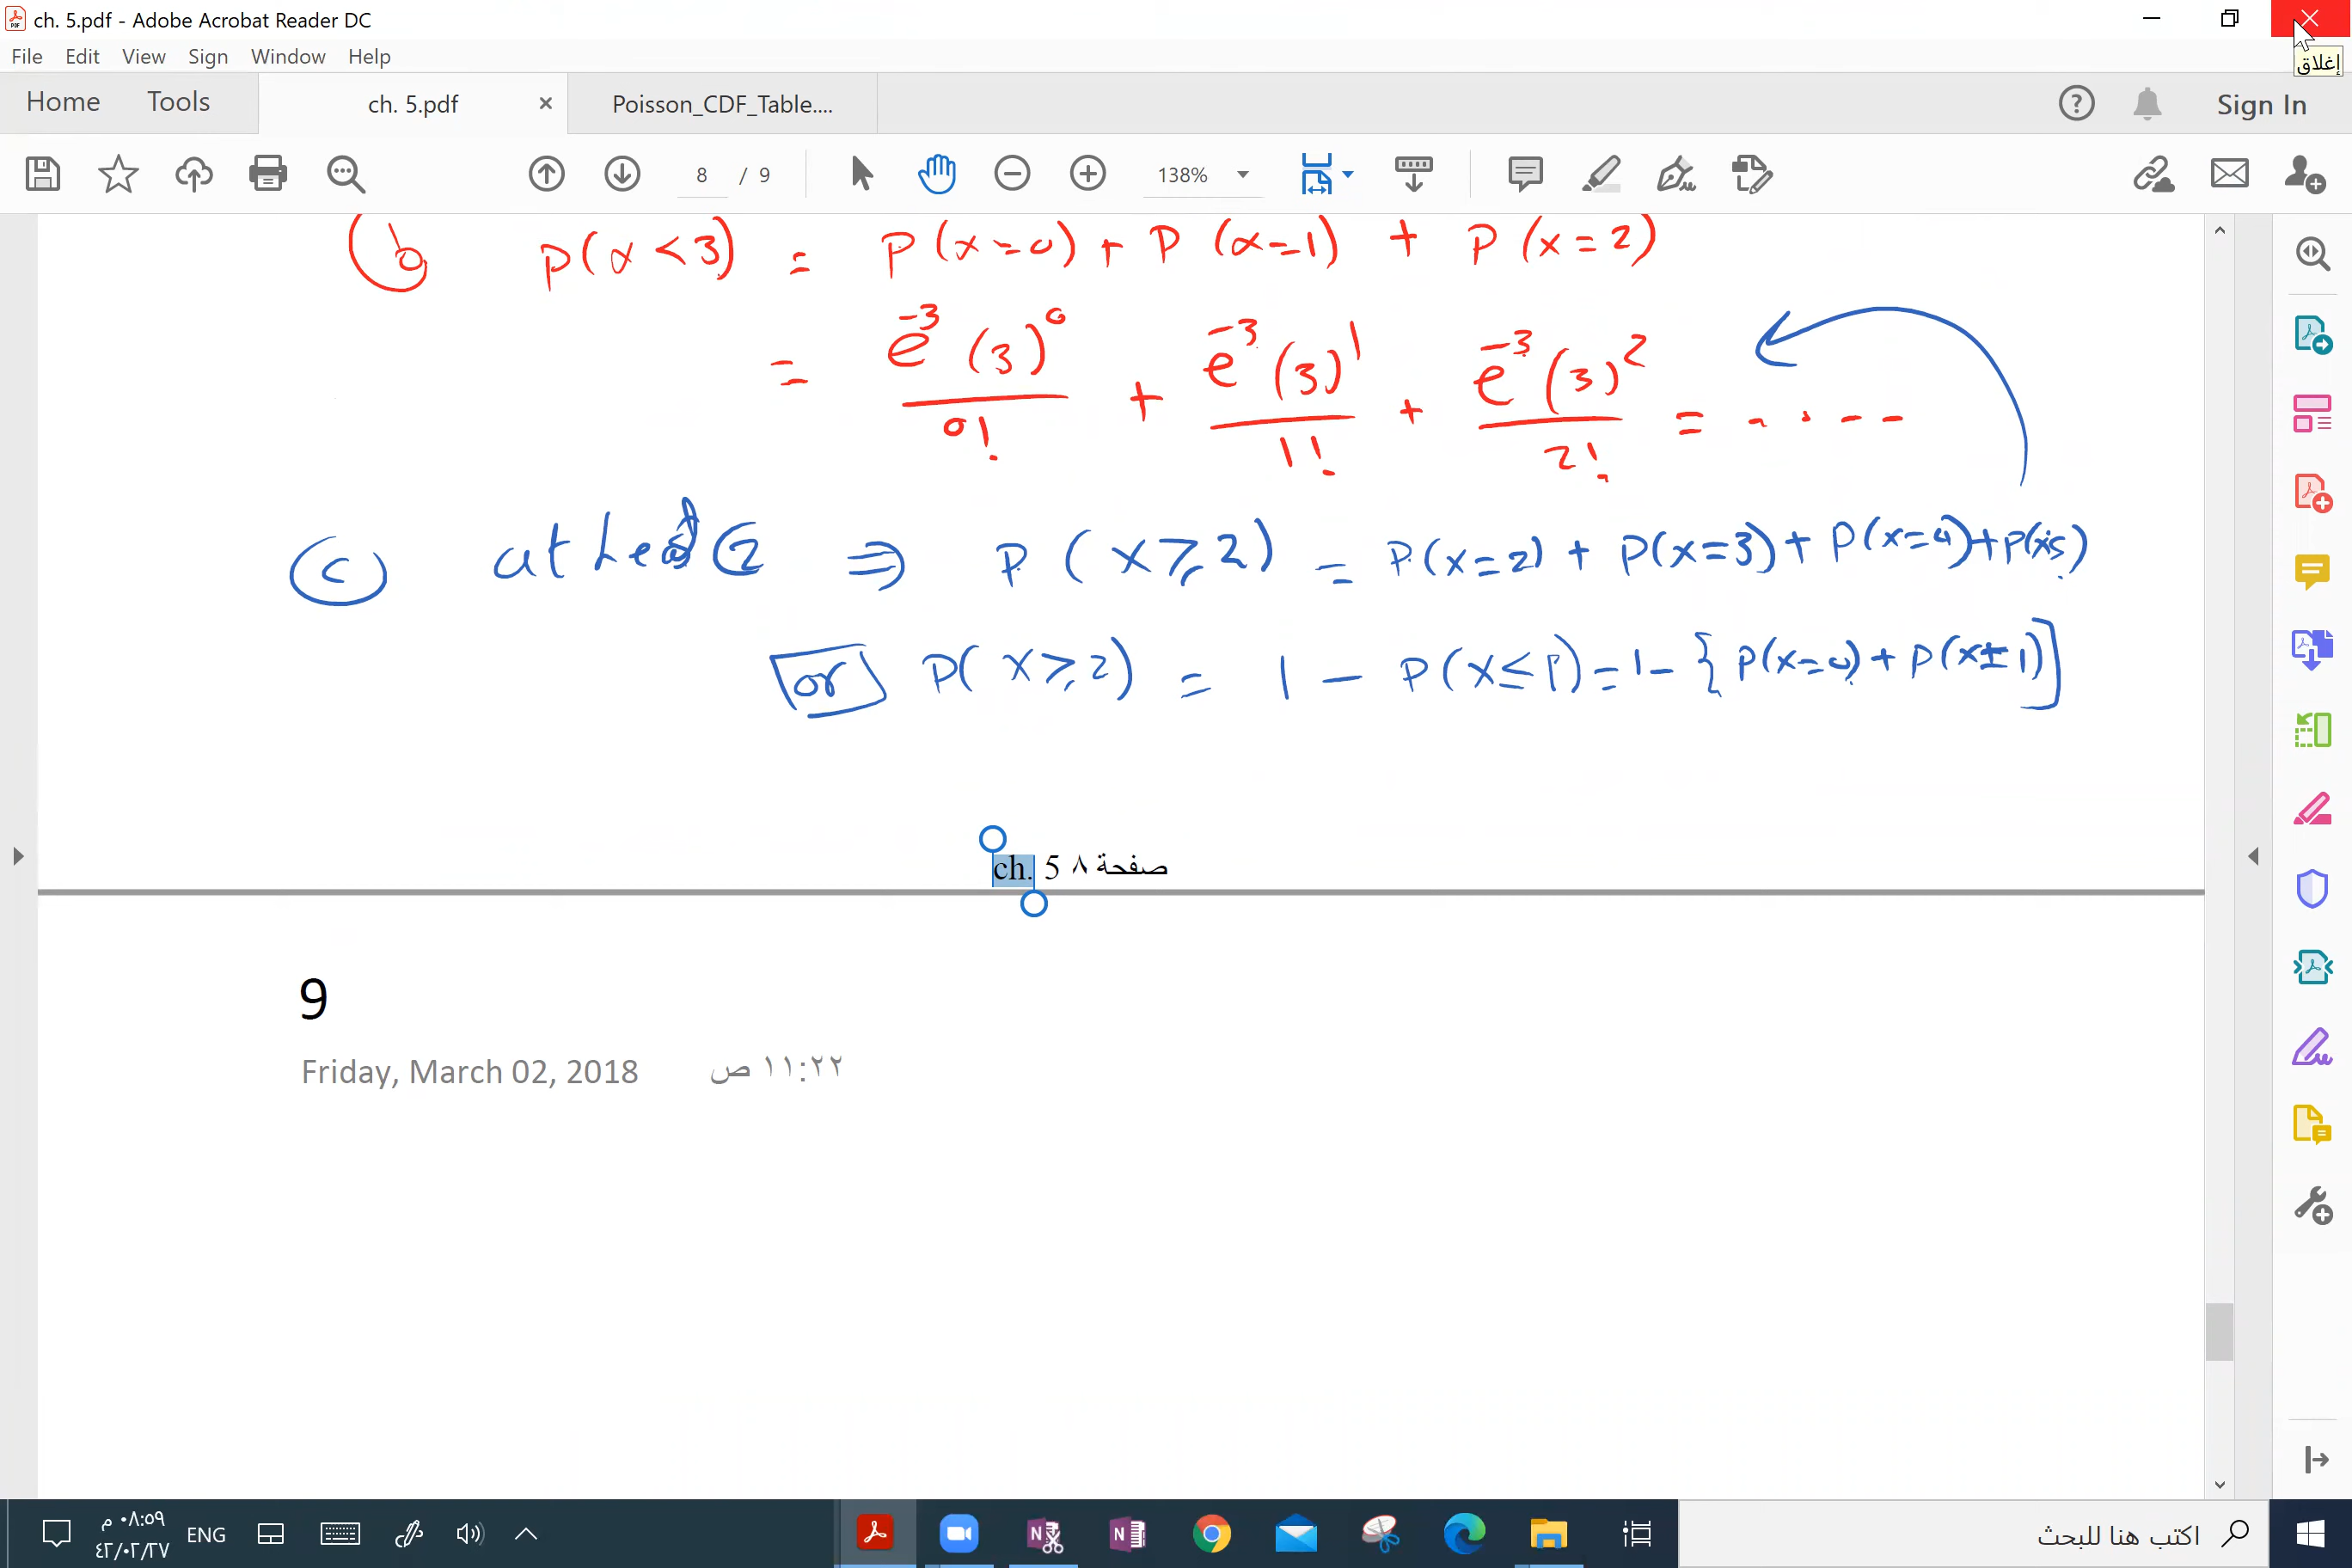 ch. 5.pdf - Adobe Acrobat Reader DC
إغلاق
File Edit View Sign Window Help
Home Tools ch. 5.pdf Poisson_CDF_Table.... Sign In
8 / 9 138%
b P(x < 3) = P(x=0) + P(x=1) + P(x=2)
= e^-3 (3)^0 / 0! + e^-3 (3)^1 / 1! + e^-3 (3)^2 / 2! = ....
c at least 2 ⇒ P(x ≥ 2) = P(x=2) + P(x=3) + P(x=4) + P(x=5)
or P(x ≥ 2) = 1 - P(x ≤ 1) = 1 - { P(x=0) + P(x=1) ]
ch. 5 صفحة ٨
9
Friday, March 02, 2018 ١١:٢٢ ص
٠٨:٥٩ م
٤٢/٠٢/٢٧
ENG
اكتب هنا للبحث